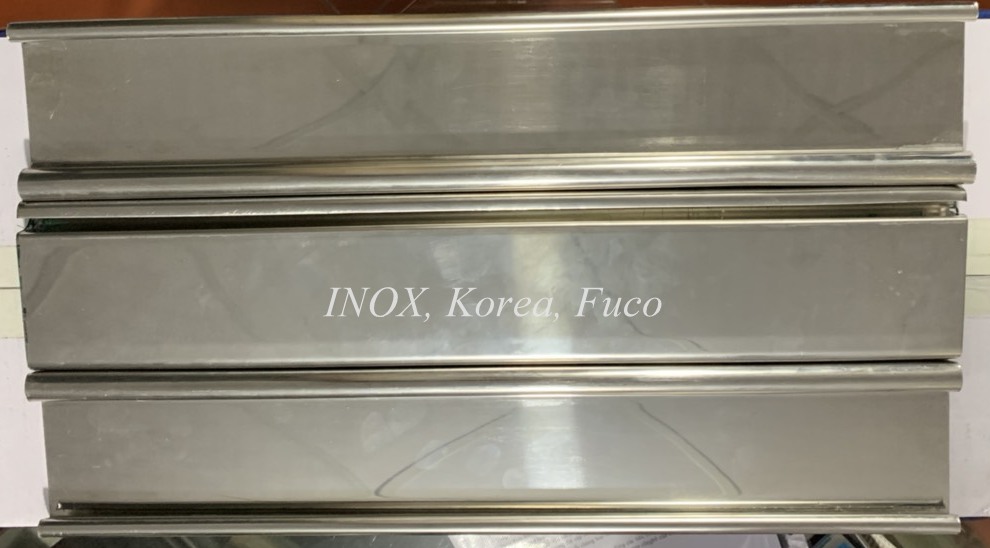 INOX, Korea, Fuco